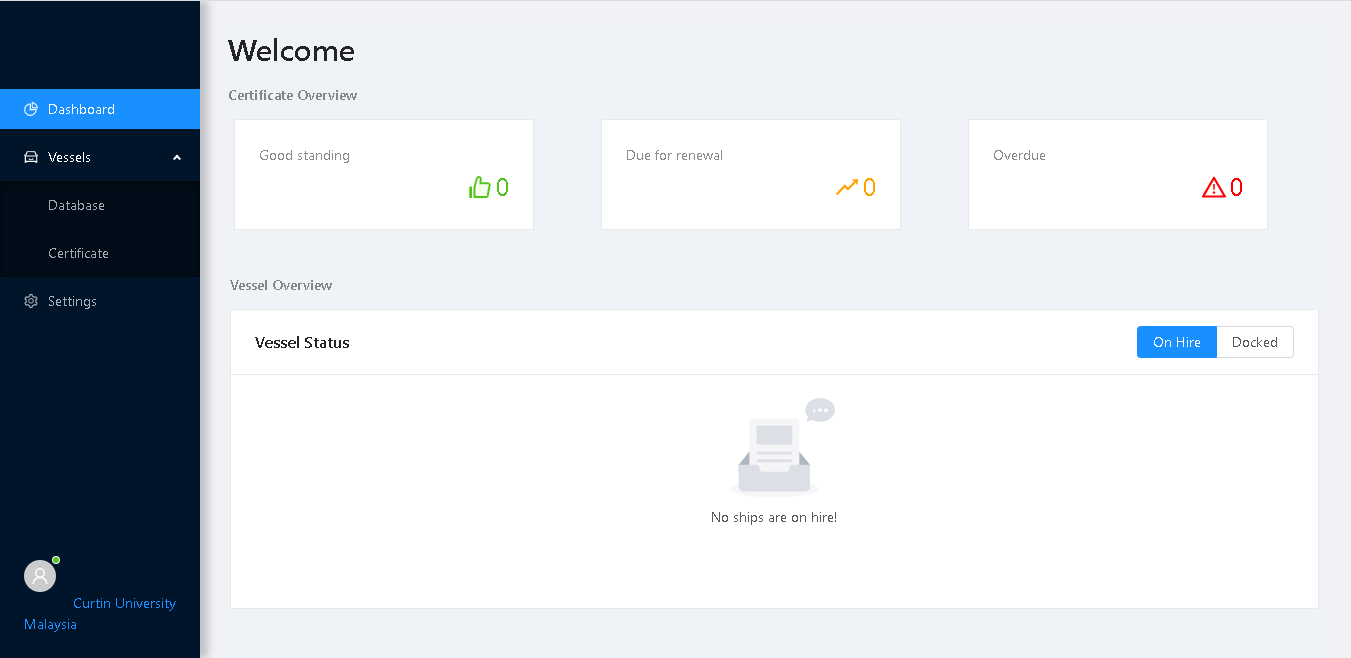 Dashboard
Vessels
Database
Certificate
Settings
Curtin University
Malaysia
Welcome
Certificate Overview
Good standing
0
Due for renewal
0
Overdue
0
Vessel Overview
Vessel Status
On Hire
Docked
No ships are on hire!